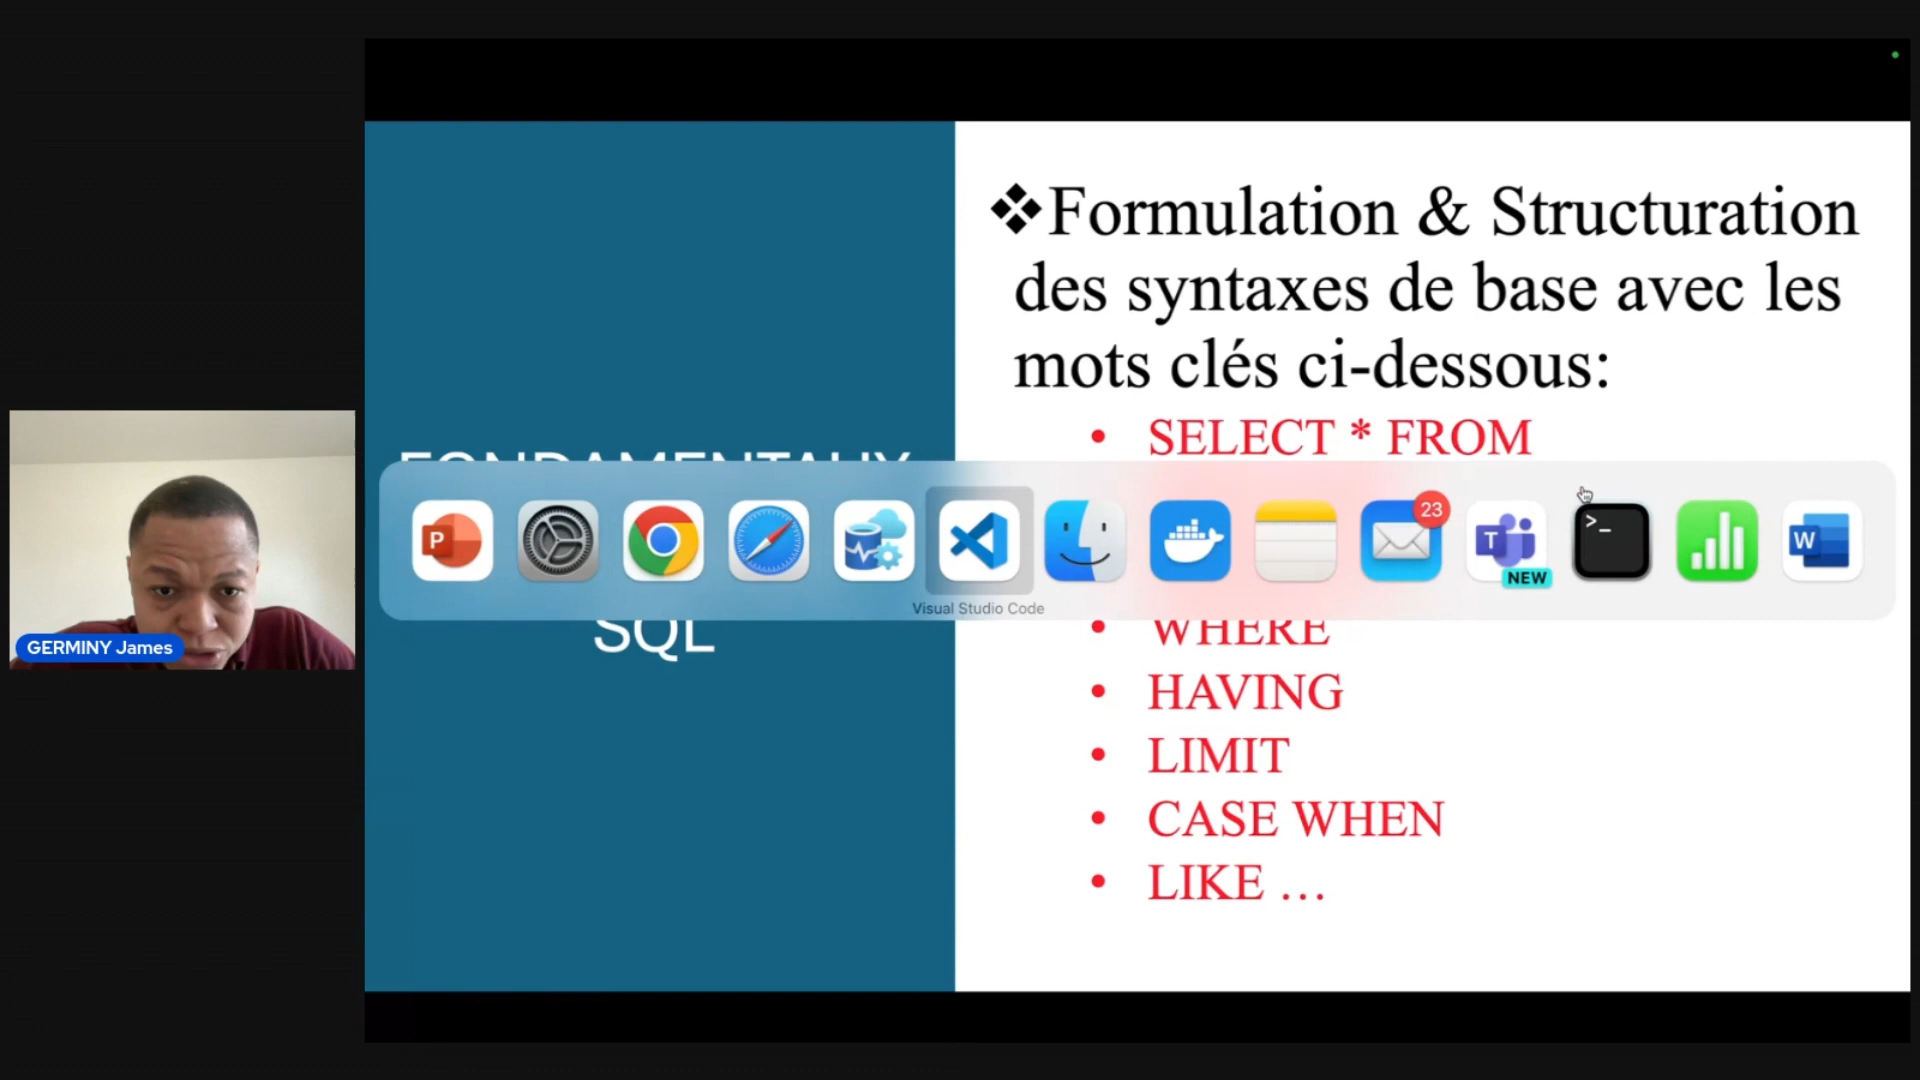 ❖Formulation & Structuration
des syntaxes de base avec les
mots clés ci-dessous:
• SELECT * FROM
FONDAMENTAUX
P
23
T
NEW
>_
W
Visual Studio Code
SQL
• WHERE
• HAVING
• LIMIT
• CASE WHEN
• LIKE …
GERMINY James